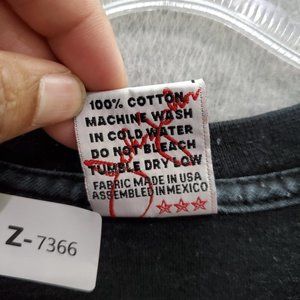 100% COTTON
MACHINE WASH
IN COLD WATER
DO NOT BLEACH
TUMBLE DRY LOW
FABRIC MADE IN USA
ASSEMBLED IN MEXICO
Z-7366